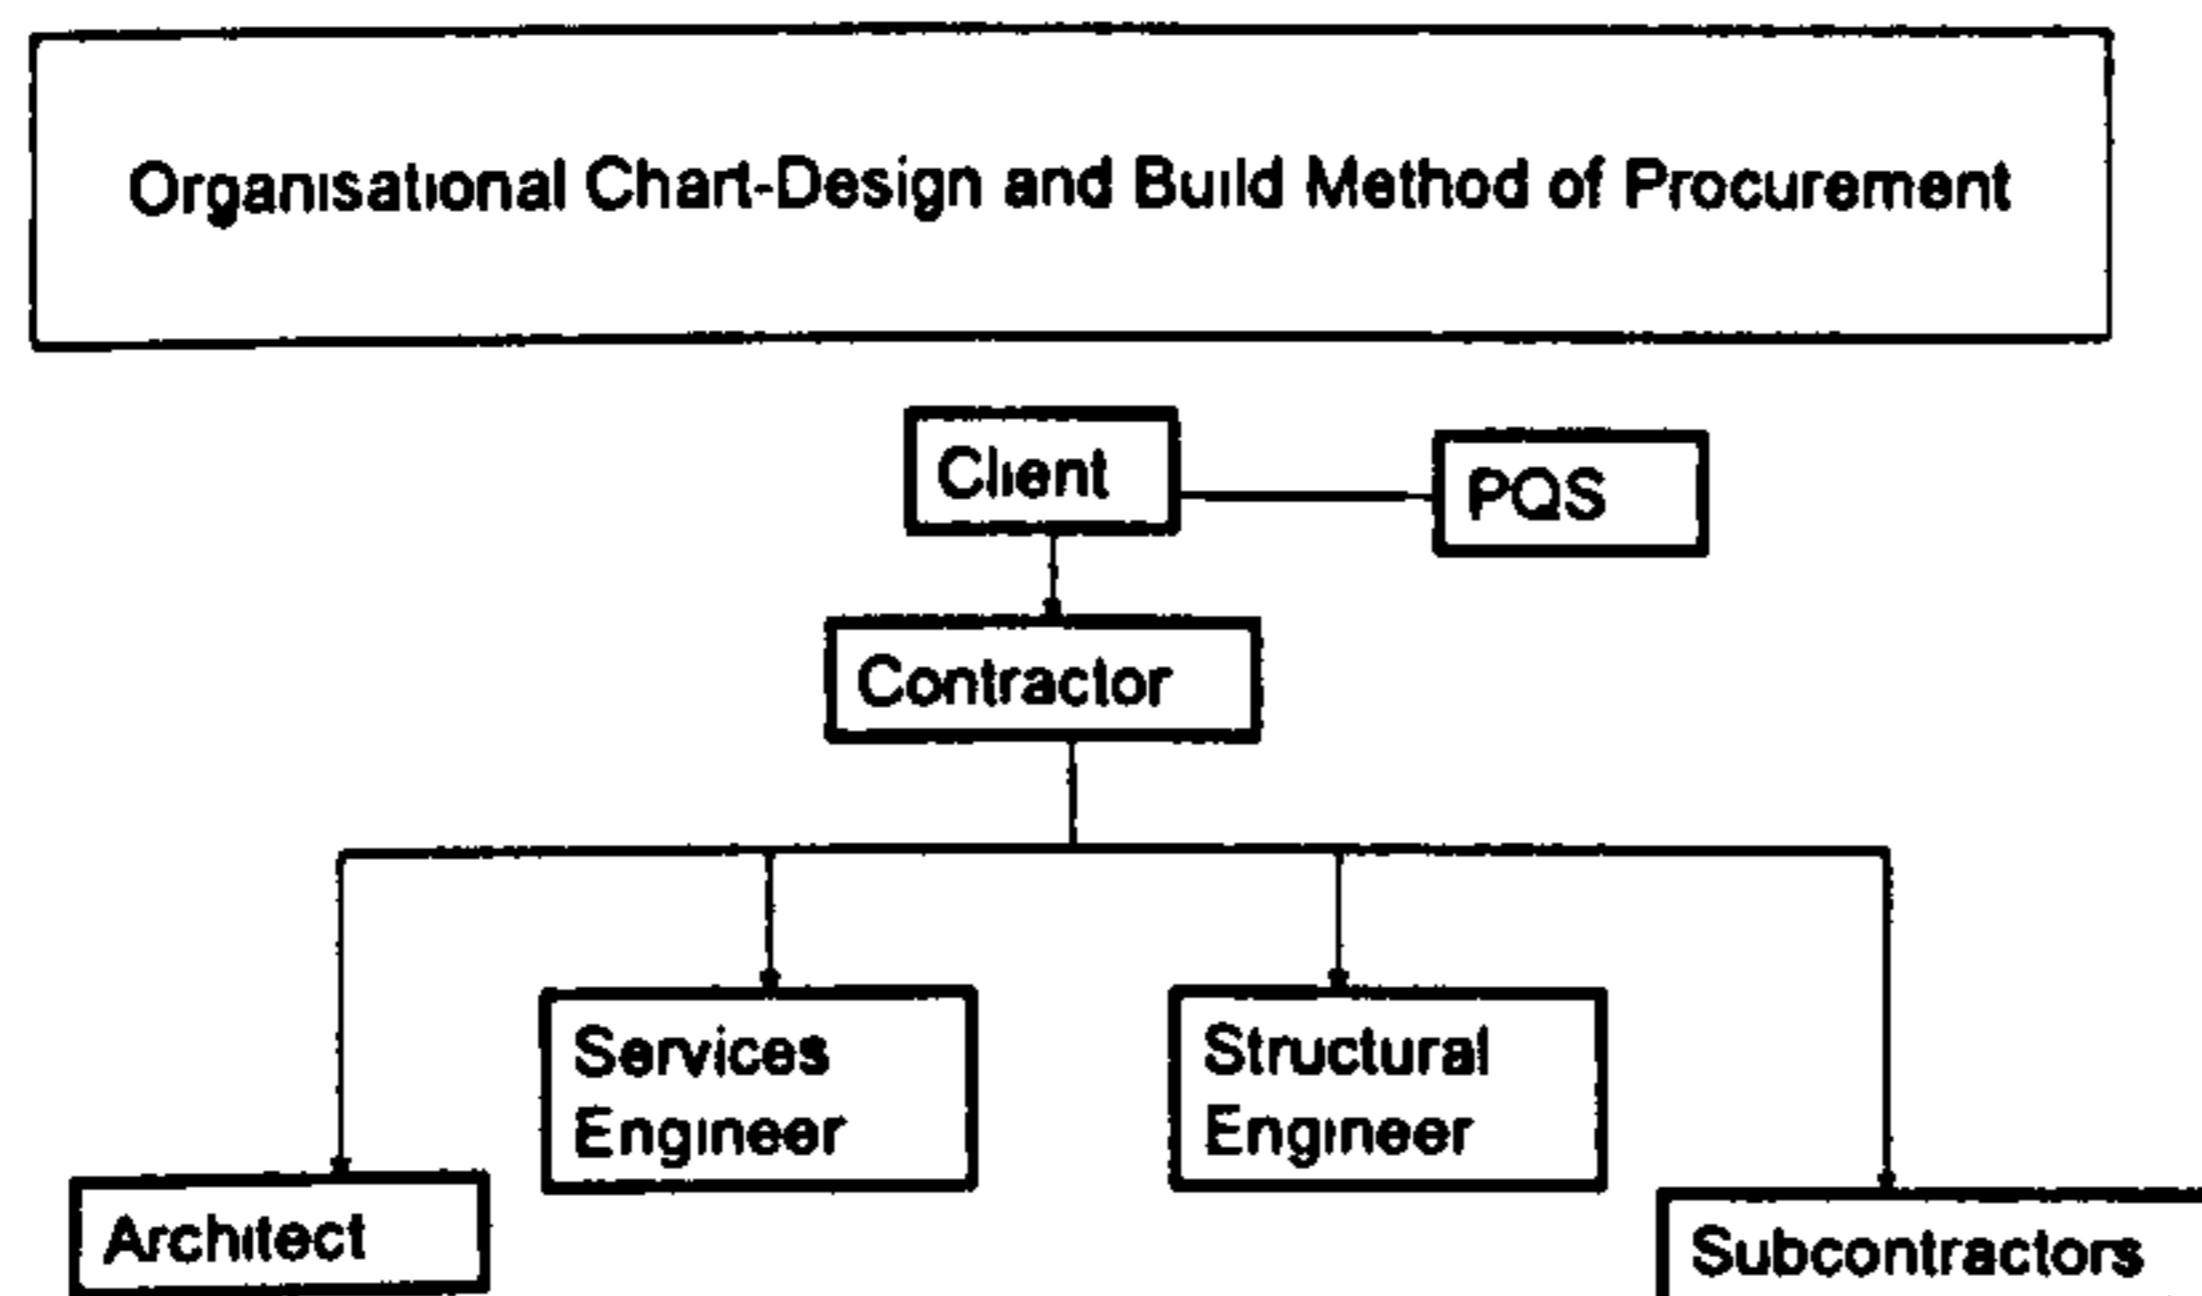 Organisational Chart-Design and Build Method of Procurement
Client
PQS
Contractor
Services
Engineer
Structural
Engineer
Architect
Subcontractors